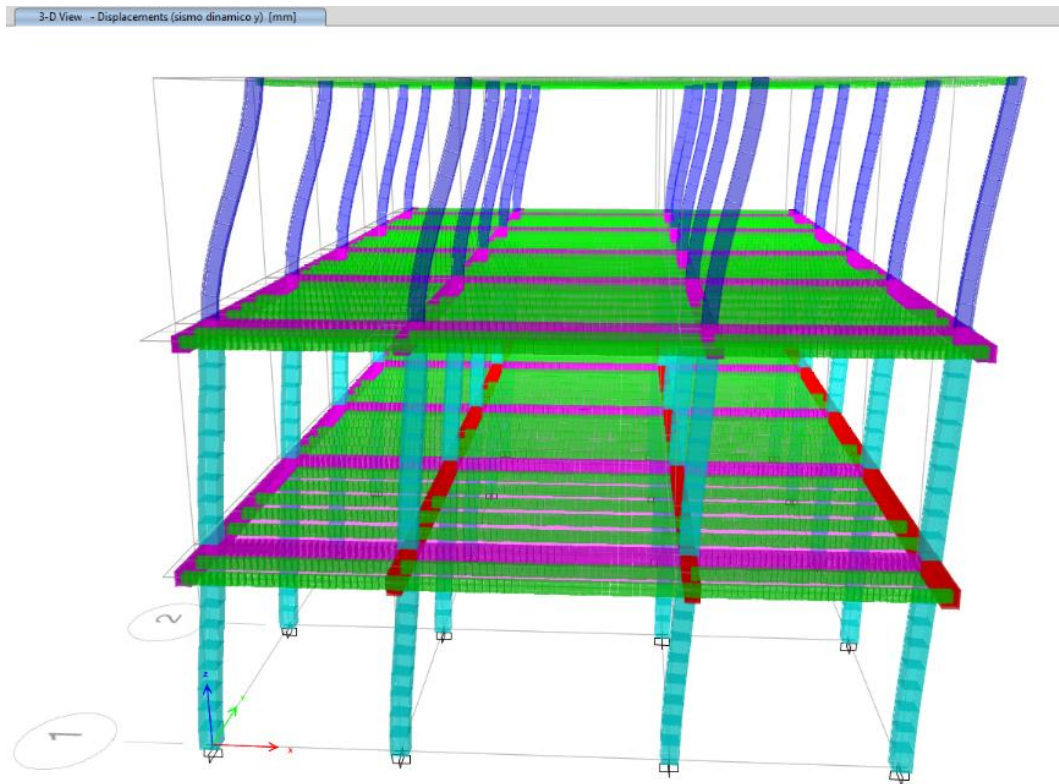 3-D View - Displacements (sismo dinamico y) [mm]
2
1
Z
Y
X